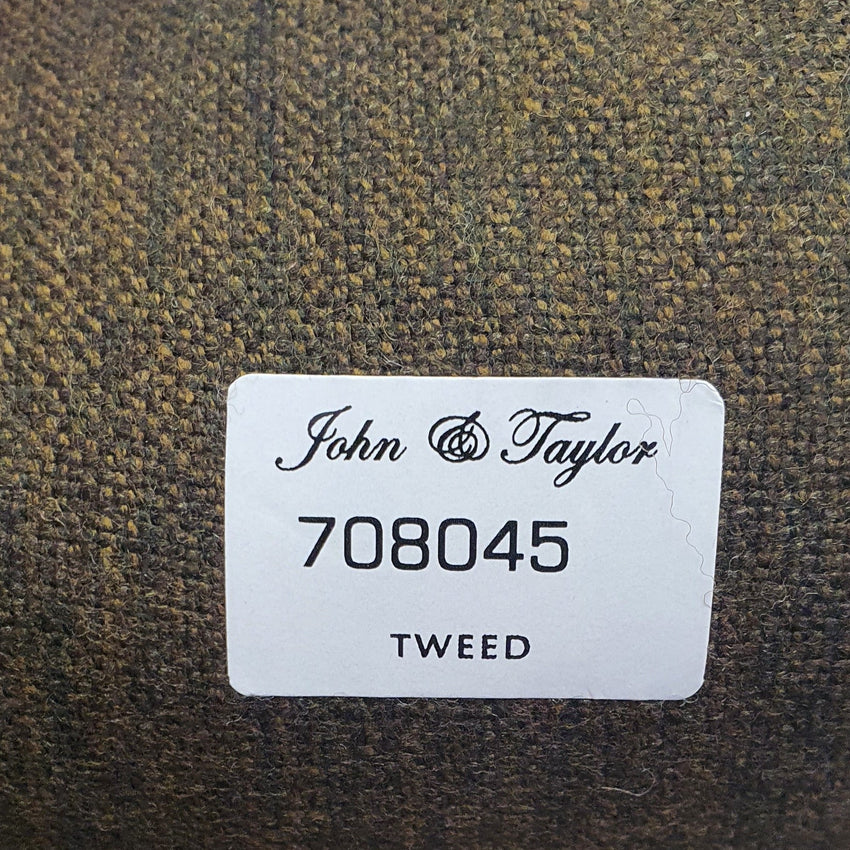 John & Taylor
708045
TWEED